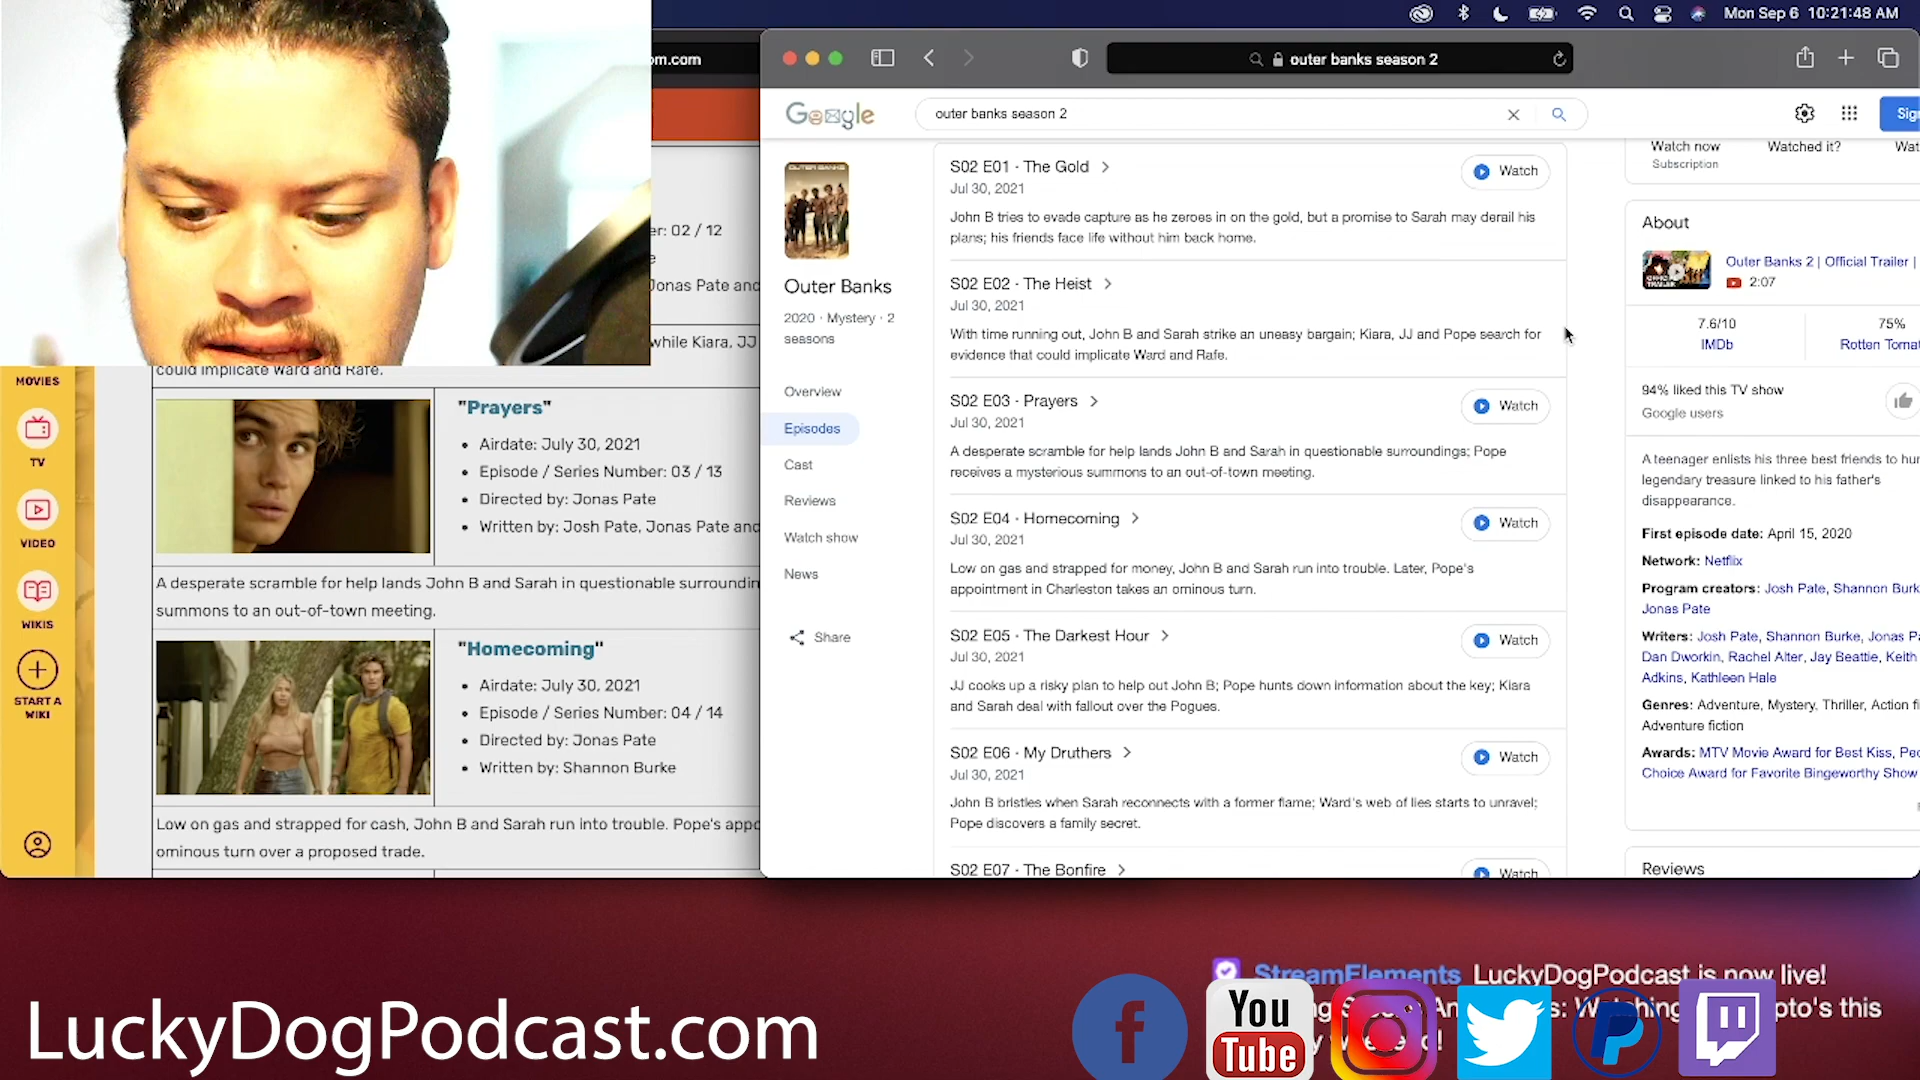 Mon Sep 6 10:21:48 AM
om.com
outer banks season 2
Google
outer banks season 2
Sign
er: 02 / 12
e
Jonas Pate and
while Kiara, JJ
could implicate Ward and Rafe.
MOVIES
TV
VIDEO
WIKIS
START A
WIKI
"Prayers"
Airdate: July 30, 2021
Episode / Series Number: 03 / 13
Directed by: Jonas Pate
Written by: Josh Pate, Jonas Pate and
A desperate scramble for help lands John B and Sarah in questionable surroundin
summons to an out-of-town meeting.
"Homecoming"
Airdate: July 30, 2021
Episode / Series Number: 04 / 14
Directed by: Jonas Pate
Written by: Shannon Burke
Low on gas and strapped for cash, John B and Sarah run into trouble. Pope's appo
ominous turn over a proposed trade.
OUTER BANKS
Outer Banks
2020 · Mystery · 2
seasons
Overview
Episodes
Cast
Reviews
Watch show
News
Share
S02 E01 · The Gold
Watch
Jul 30, 2021
John B tries to evade capture as he zeroes in on the gold, but a promise to Sarah may derail his
plans; his friends face life without him back home.
S02 E02 · The Heist
Jul 30, 2021
With time running out, John B and Sarah strike an uneasy bargain; Kiara, JJ and Pope search for
evidence that could implicate Ward and Rafe.
S02 E03 · Prayers
Watch
Jul 30, 2021
A desperate scramble for help lands John B and Sarah in questionable surroundings; Pope
receives a mysterious summons to an out-of-town meeting.
S02 E04 · Homecoming
Watch
Jul 30, 2021
Low on gas and strapped for money, John B and Sarah run into trouble. Later, Pope's
appointment in Charleston takes an ominous turn.
S02 E05 · The Darkest Hour
Watch
Jul 30, 2021
JJ cooks up a risky plan to help out John B; Pope hunts down information about the key; Kiara
and Sarah deal with fallout over the Pogues.
S02 E06 · My Druthers
Watch
Jul 30, 2021
John B bristles when Sarah reconnects with a former flame; Ward's web of lies starts to unravel;
Pope discovers a family secret.
S02 E07 · The Bonfire
Watch
Watch now
Subscription
Watched it?
Wat
About
Outer Banks 2 | Official Trailer |
2:07
7.6/10
IMDb
75%
Rotten Tomat
94% liked this TV show
Google users
A teenager enlists his three best friends to hun
legendary treasure linked to his father's
disappearance.
First episode date: April 15, 2020
Network: Netflix
Program creators: Josh Pate, Shannon Burk
Jonas Pate
Writers: Josh Pate, Shannon Burke, Jonas Pa
Dan Dworkin, Rachel Alter, Jay Beattie, Keith
Adkins, Kathleen Hale
Genres: Adventure, Mystery, Thriller, Action fi
Adventure fiction
Awards: MTV Movie Award for Best Kiss, Peo
Choice Award for Favorite Bingeworthy Show
Reviews
StreamElements LuckyDogPodcast is now live!
pto's this
LuckyDogPodcast.com
You
Tube